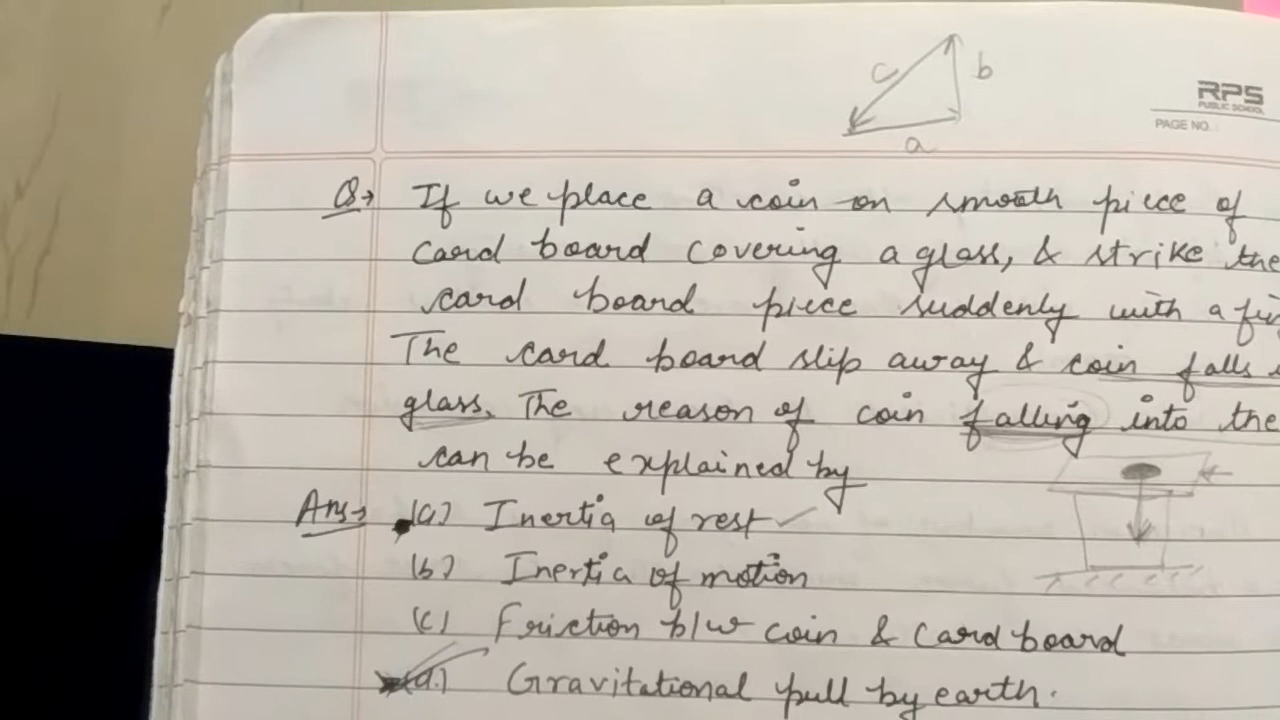 c
b
a
RPS
PUBLIC SCHOOL
PAGE NO.
Q→ If we place a coin on smooth piece of
card board covering a glass, & strike the
card board piece suddenly with a
The card board slip away & coin falls
glass. The reason of coin falling into the
can be explained by
Ans→ (a) Inertia of rest ✓
(b) Inertia of motion
(c) Friction b/w coin & card board
(d.) Gravitational pull by earth.